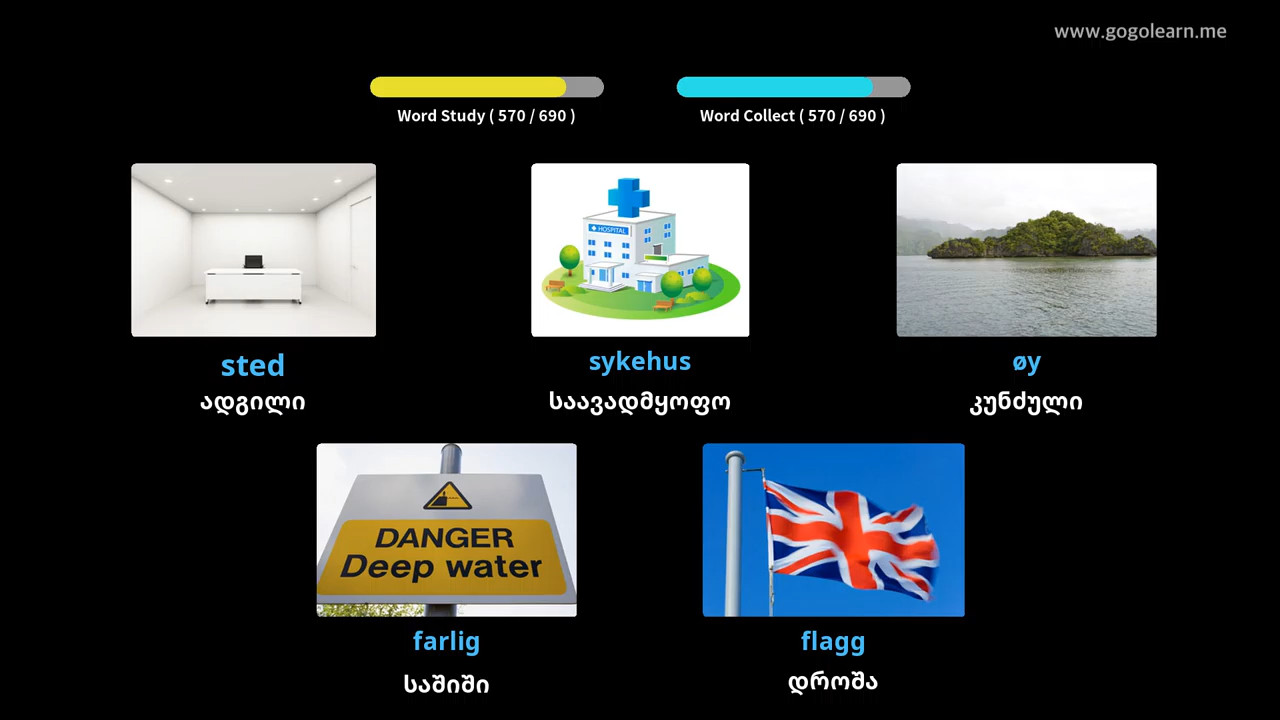 www.gogolearn.me
Word Study ( 570 / 690 )
Word Collect ( 570 / 690 )
HOSPITAL
sted
ადგილი
sykehus
საავადმყოფო
øy
კუნძული
DANGER
Deep water
farlig
საშიში
flagg
დროშა